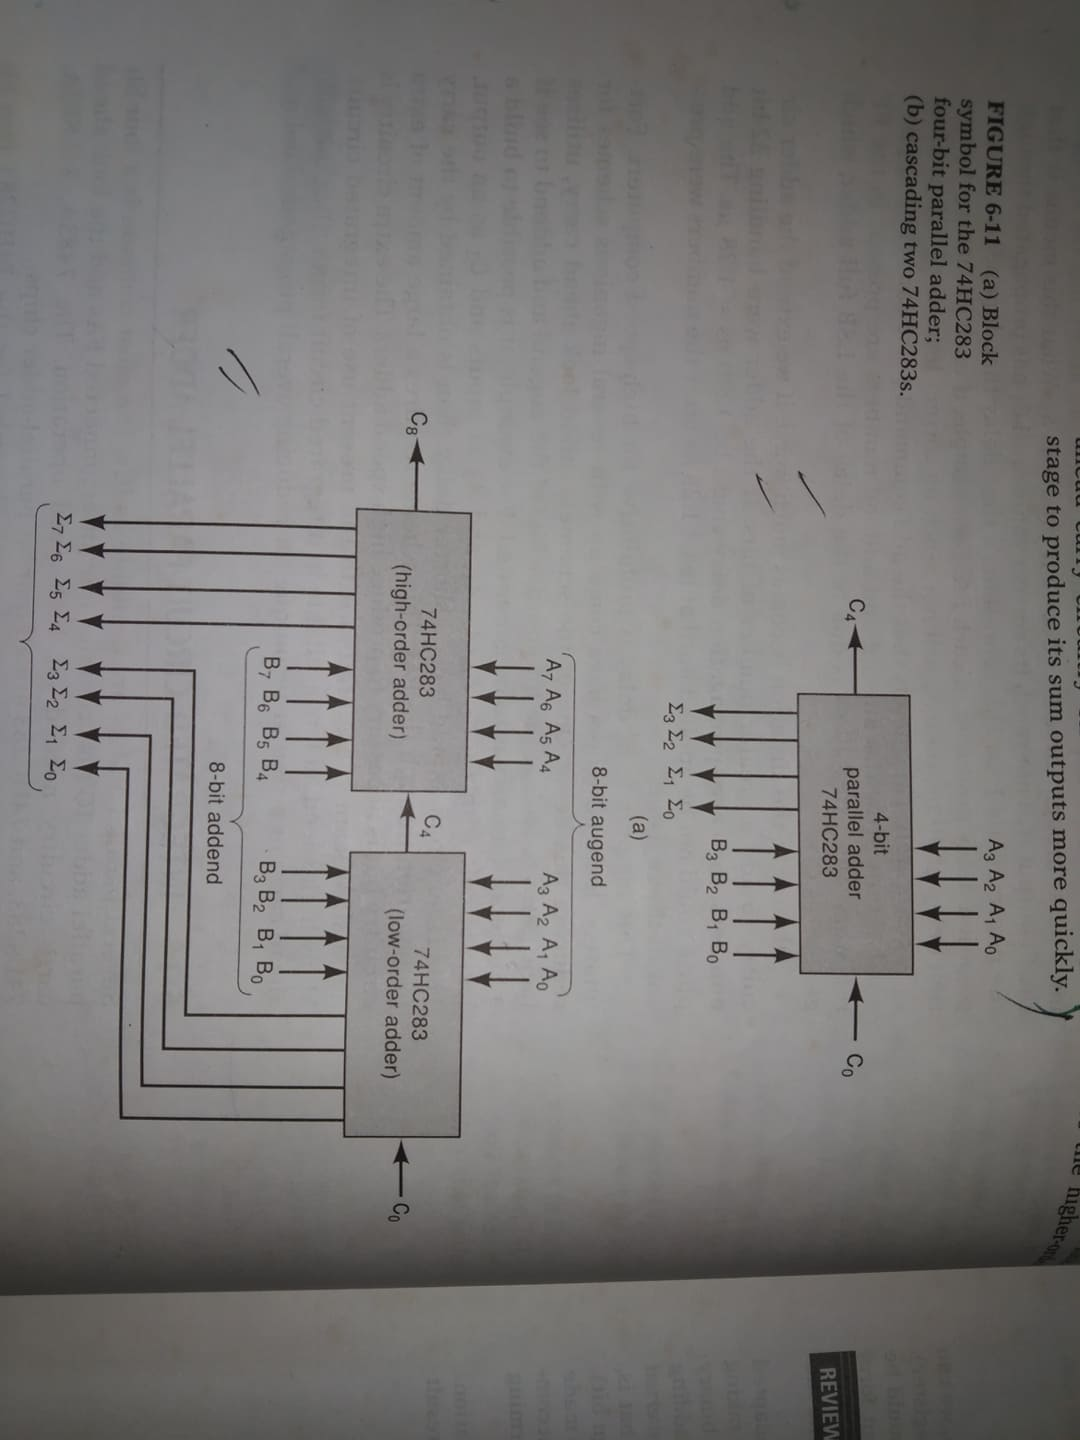 stage to produce its sum outputs more quickly.
FIGURE 6-11 (a) Block
symbol for the 74HC283
four-bit parallel adder;
(b) cascading two 74HC283s.
A3 A2 A1 A0
4-bit
parallel adder
74HC283
C4
C0
Σ3 Σ2 Σ1 Σ0
B3 B2 B1 B0
(a)
8-bit augend
A7 A6 A5 A4 A3 A2 A1 A0
C8
74HC283
(high-order adder)
C4
74HC283
(low-order adder)
C0
B7 B6 B5 B4 B3 B2 B1 B0
8-bit addend
Σ7 Σ6 Σ5 Σ4 Σ3 Σ2 Σ1 Σ0
REVIEW